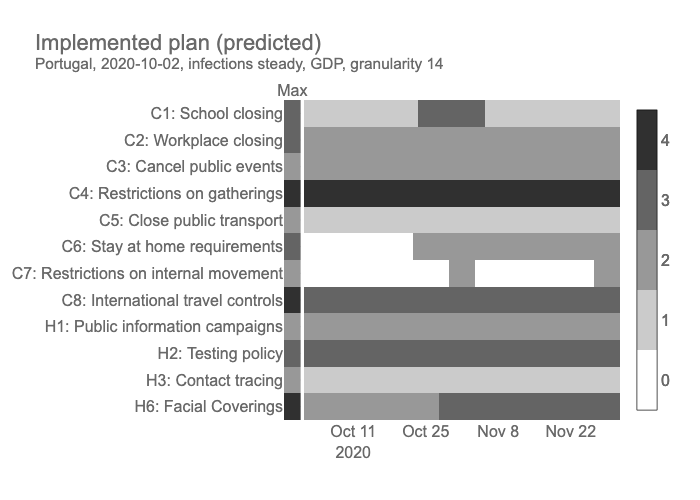 Implemented plan (predicted)
Portugal, 2020-10-02, infections steady, GDP, granularity 14
Max
C1: School closing
C2: Workplace closing
C3: Cancel public events
C4: Restrictions on gatherings
C5: Close public transport
C6: Stay at home requirements
C7: Restrictions on internal movement
C8: International travel controls
H1: Public information campaigns
H2: Testing policy
H3: Contact tracing
H6: Facial Coverings
Oct 11 Oct 25 Nov 8 Nov 22
2020
4
3
2
1
0